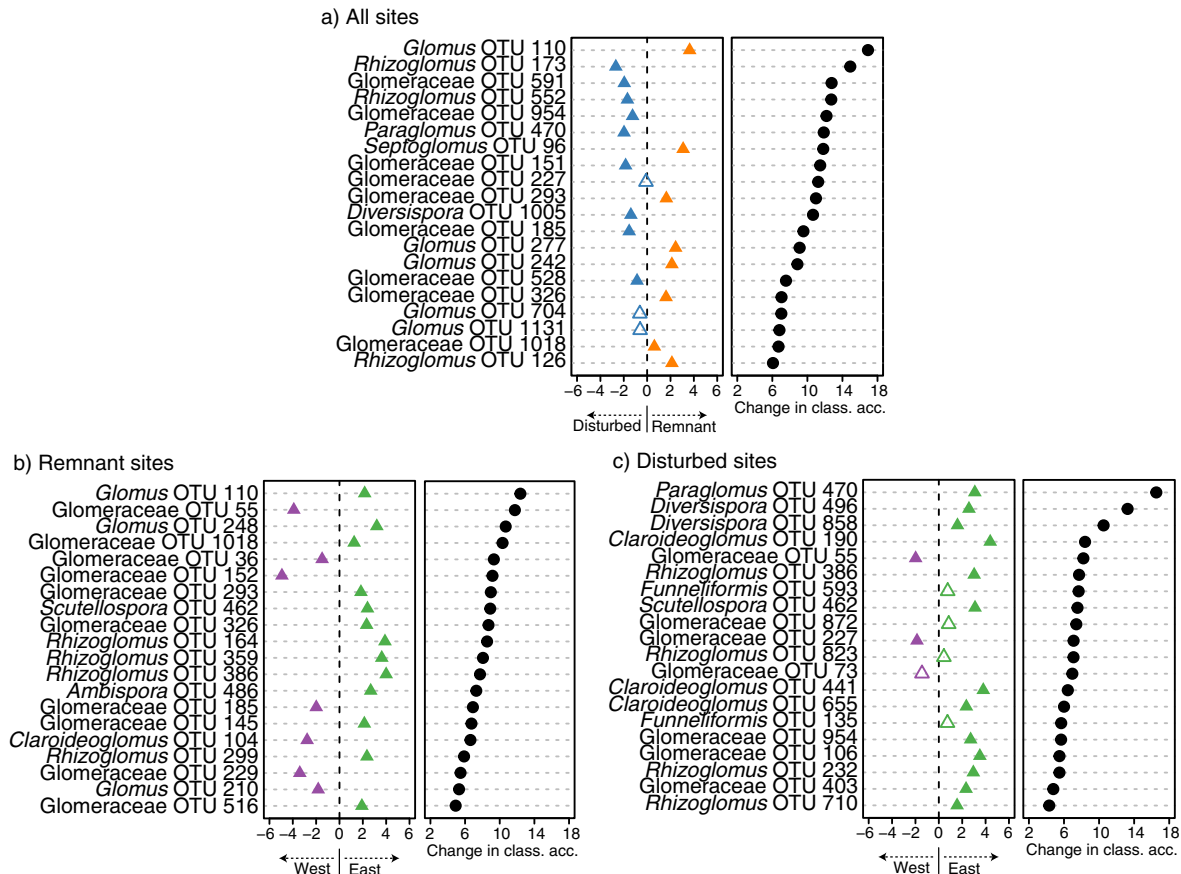 a) All sites
Glomus OTU 110
Rhizoglomus OTU 173
Glomeraceae OTU 591
Rhizoglomus OTU 552
Glomeraceae OTU 954
Paraglomus OTU 470
Septoglomus OTU 96
Glomeraceae OTU 151
Glomeraceae OTU 227
Glomeraceae OTU 293
Diversispora OTU 1005
Glomeraceae OTU 185
Glomus OTU 277
Glomus OTU 242
Glomeraceae OTU 528
Glomeraceae OTU 326
Glomus OTU 704
Glomus OTU 1131
Glomeraceae OTU 1018
Rhizoglomus OTU 126
−6 −4 −2 0 2 4 6
2 6 10 14 18
Change in class. acc.
Disturbed Remnant
b) Remnant sites
Glomus OTU 110
Glomeraceae OTU 55
Glomus OTU 248
Glomeraceae OTU 1018
Glomeraceae OTU 36
Glomeraceae OTU 152
Glomeraceae OTU 293
Scutellospora OTU 462
Glomeraceae OTU 326
Rhizoglomus OTU 164
Rhizoglomus OTU 359
Rhizoglomus OTU 386
Ambispora OTU 486
Glomeraceae OTU 185
Glomeraceae OTU 145
Claroideoglomus OTU 104
Rhizoglomus OTU 299
Glomeraceae OTU 229
Glomus OTU 210
Glomeraceae OTU 516
−6 −4 −2 0 2 4 6
2 6 10 14 18
Change in class. acc.
West East
c) Disturbed sites
Paraglomus OTU 470
Diversispora OTU 496
Diversispora OTU 858
Claroideoglomus OTU 190
Glomeraceae OTU 55
Rhizoglomus OTU 386
Funneliformis OTU 593
Scutellospora OTU 462
Glomeraceae OTU 872
Glomeraceae OTU 227
Rhizoglomus OTU 823
Glomeraceae OTU 73
Claroideoglomus OTU 441
Claroideoglomus OTU 655
Funneliformis OTU 135
Glomeraceae OTU 954
Glomeraceae OTU 106
Rhizoglomus OTU 232
Glomeraceae OTU 403
Rhizoglomus OTU 710
−6 −4 −2 0 2 4 6
2 6 10 14 18
Change in class. acc.
West East